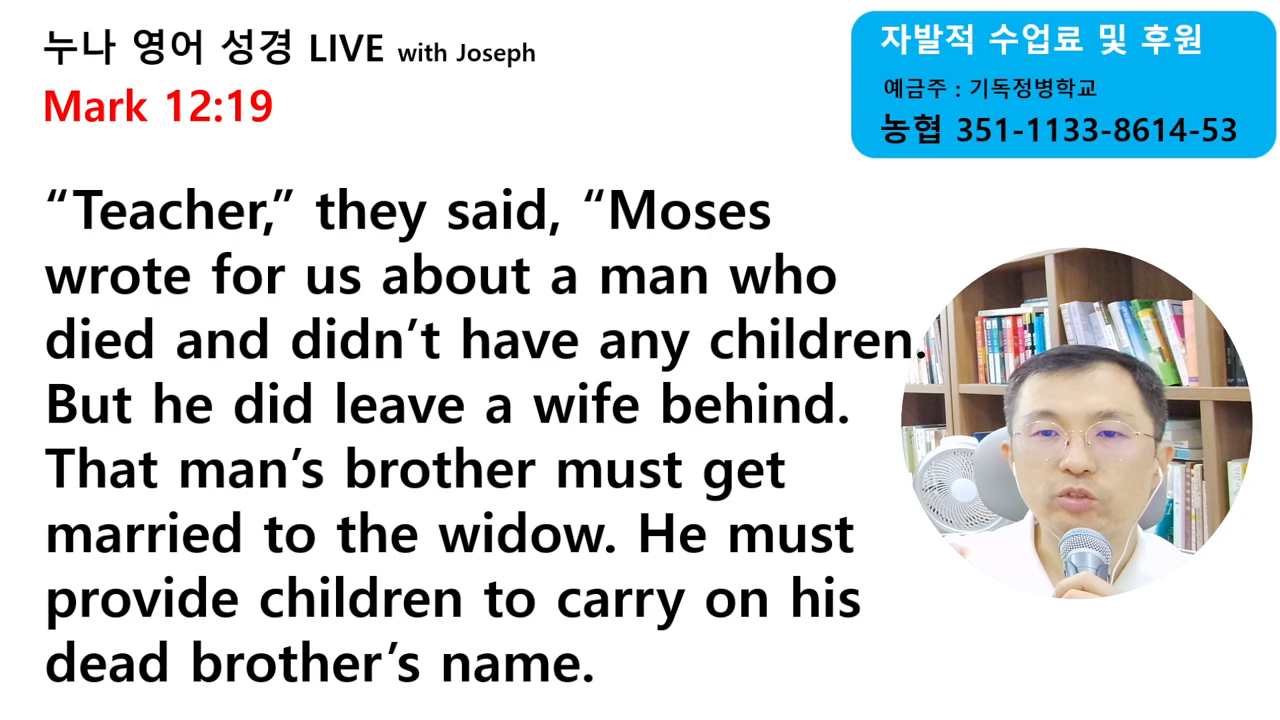 누나 영어 성경 LIVE with Joseph
Mark 12:19
자발적 수업료 및 후원
예금주 : 기독정병학교
농협 351-1133-8614-53
“Teacher,” they said, “Moses
wrote for us about a man who
died and didn’t have any children.
But he did leave a wife behind.
That man’s brother must get
married to the widow. He must
provide children to carry on his
dead brother’s name.